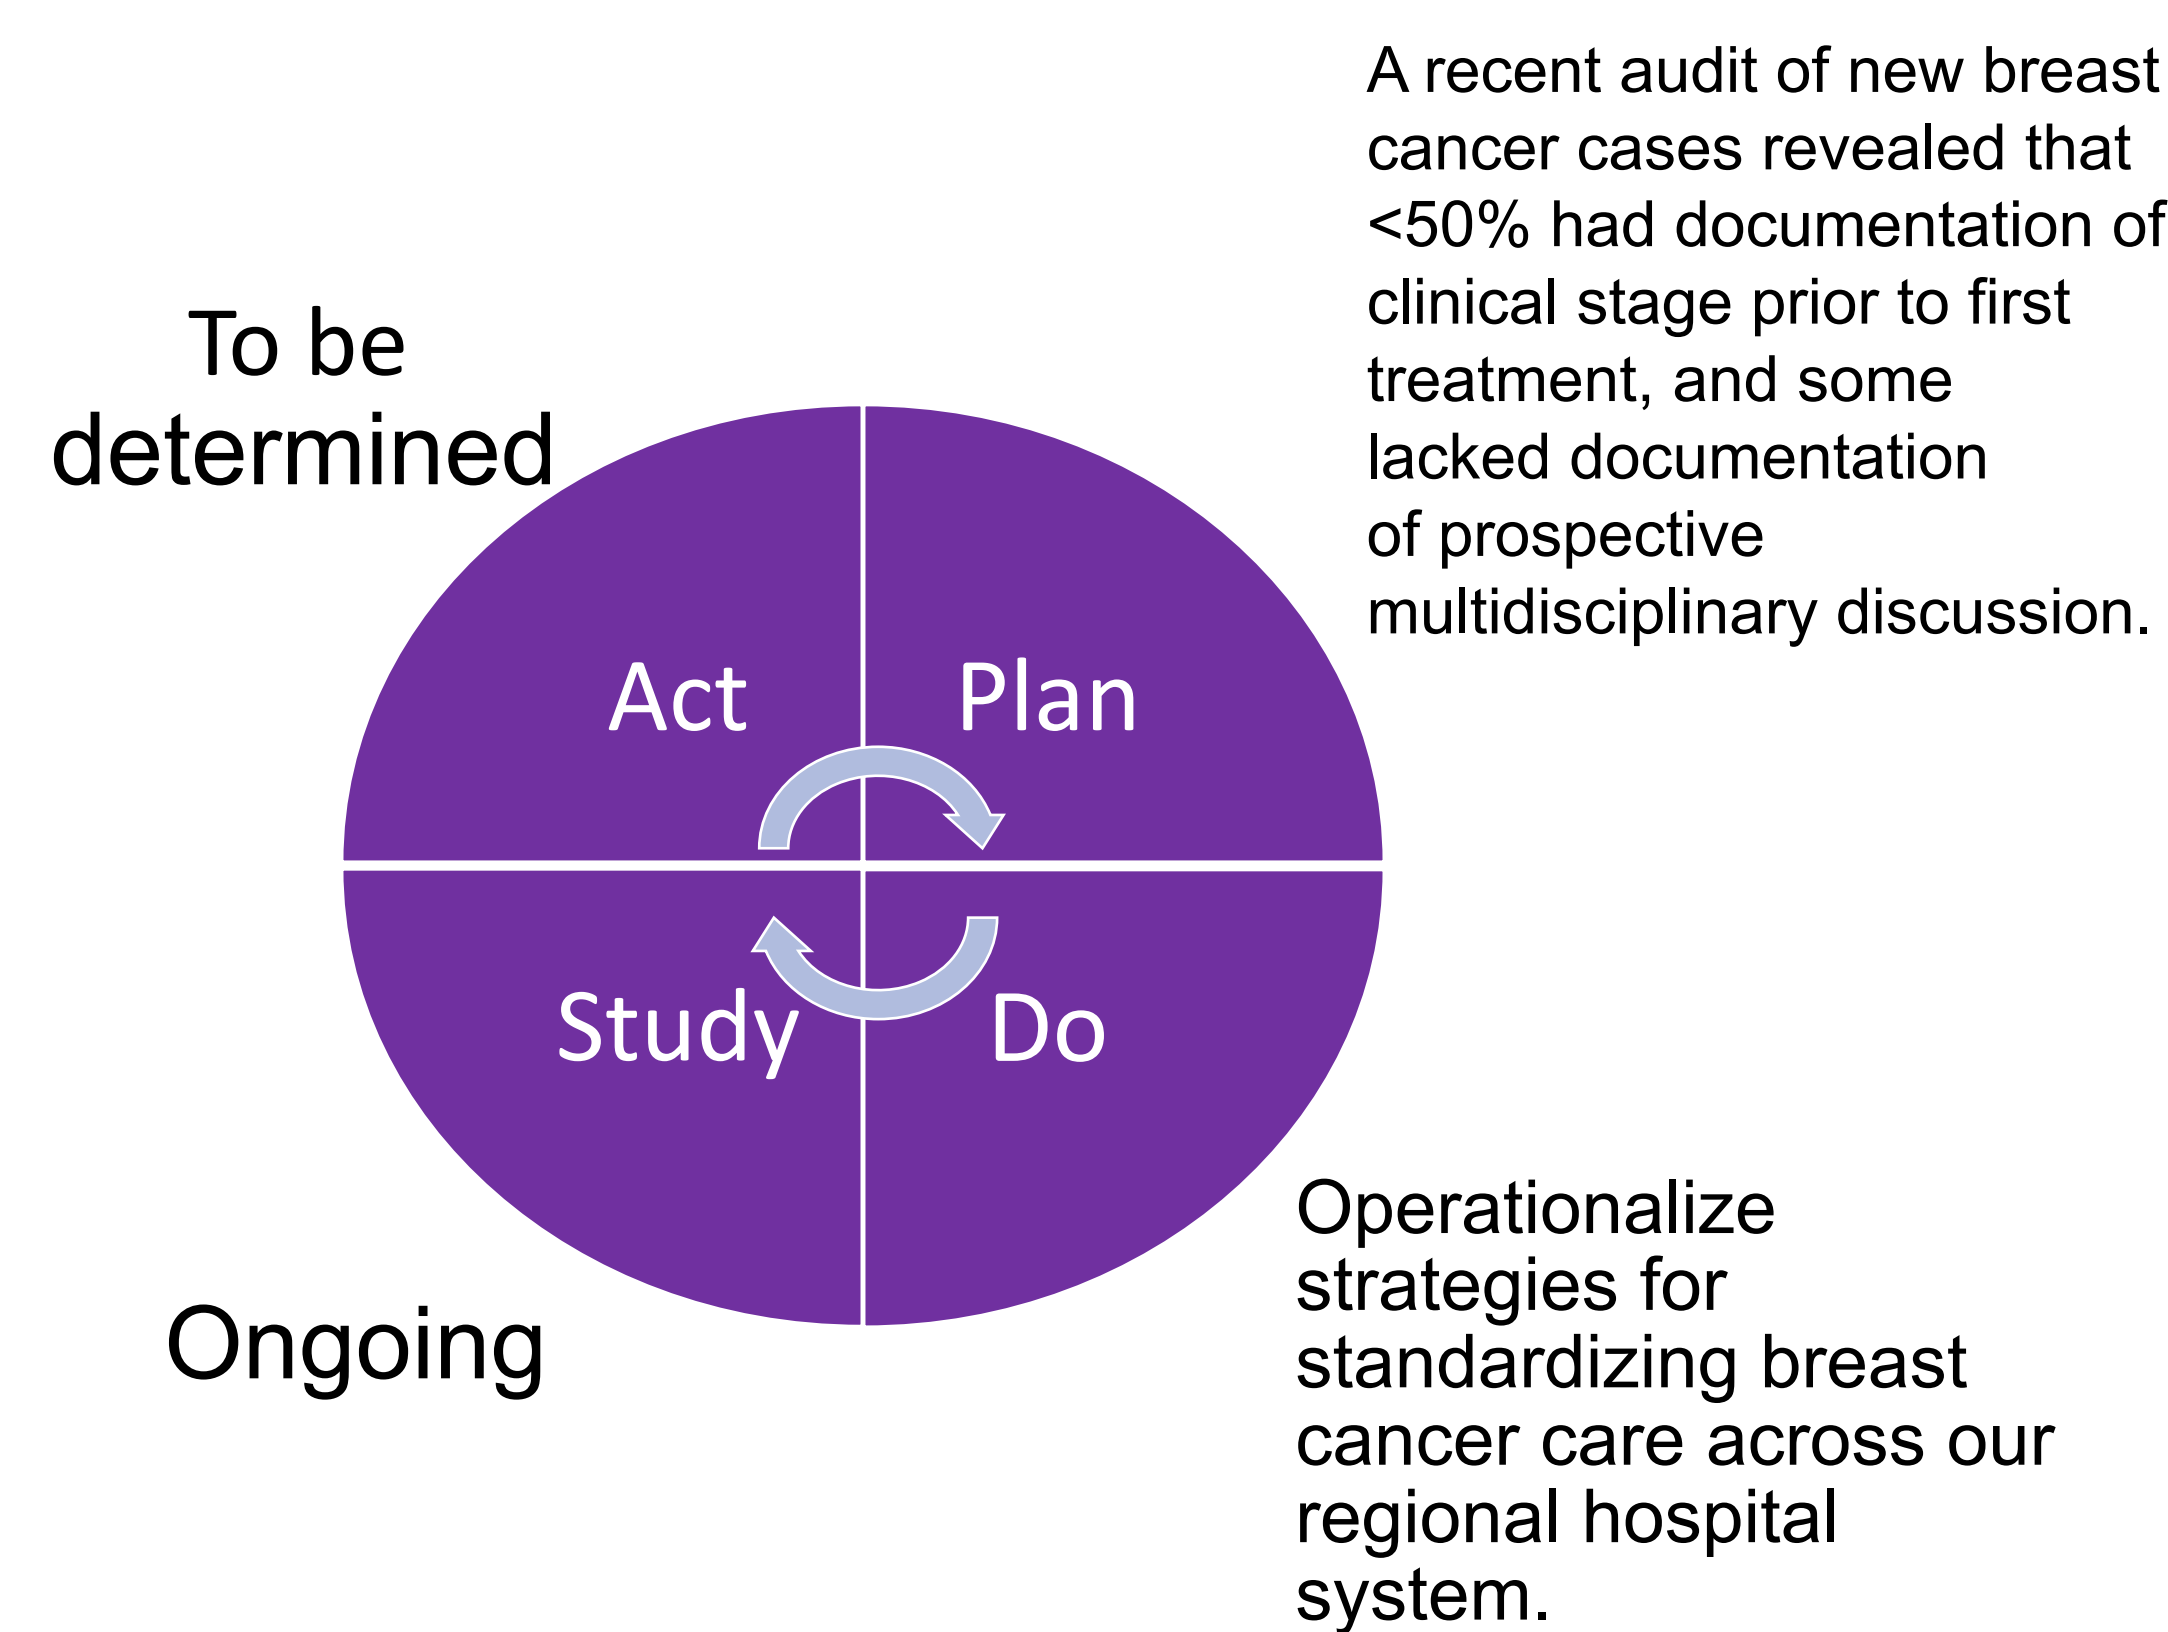 A recent audit of new breast
cancer cases revealed that
<50% had documentation of
clinical stage prior to first
treatment, and some
lacked documentation
of prospective
multidisciplinary discussion.
To be
determined
Act
Plan
Study
Do
Ongoing
Operationalize
strategies for
standardizing breast
cancer care across our
regional hospital
system.